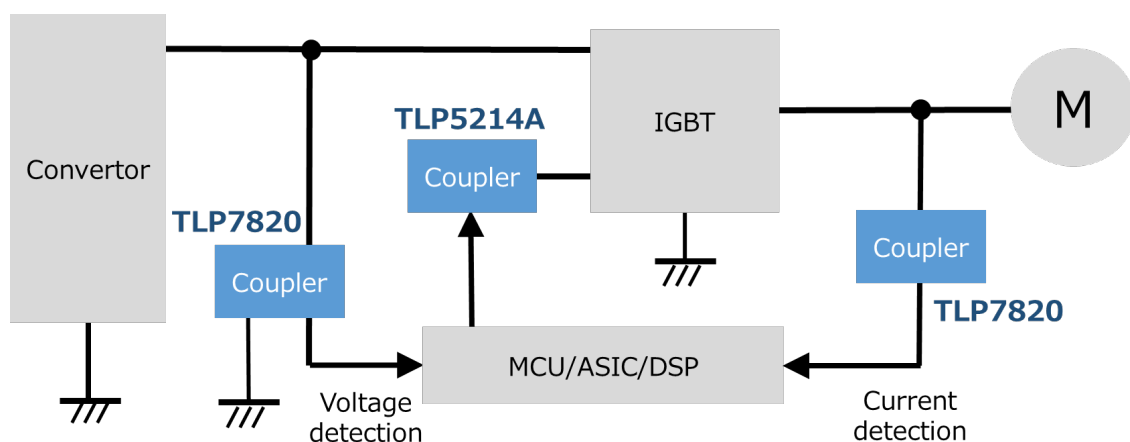 Convertor
TLP7820
Coupler
TLP5214A
Coupler
IGBT
M
Coupler
TLP7820
MCU/ASIC/DSP
Voltage
detection
Current
detection